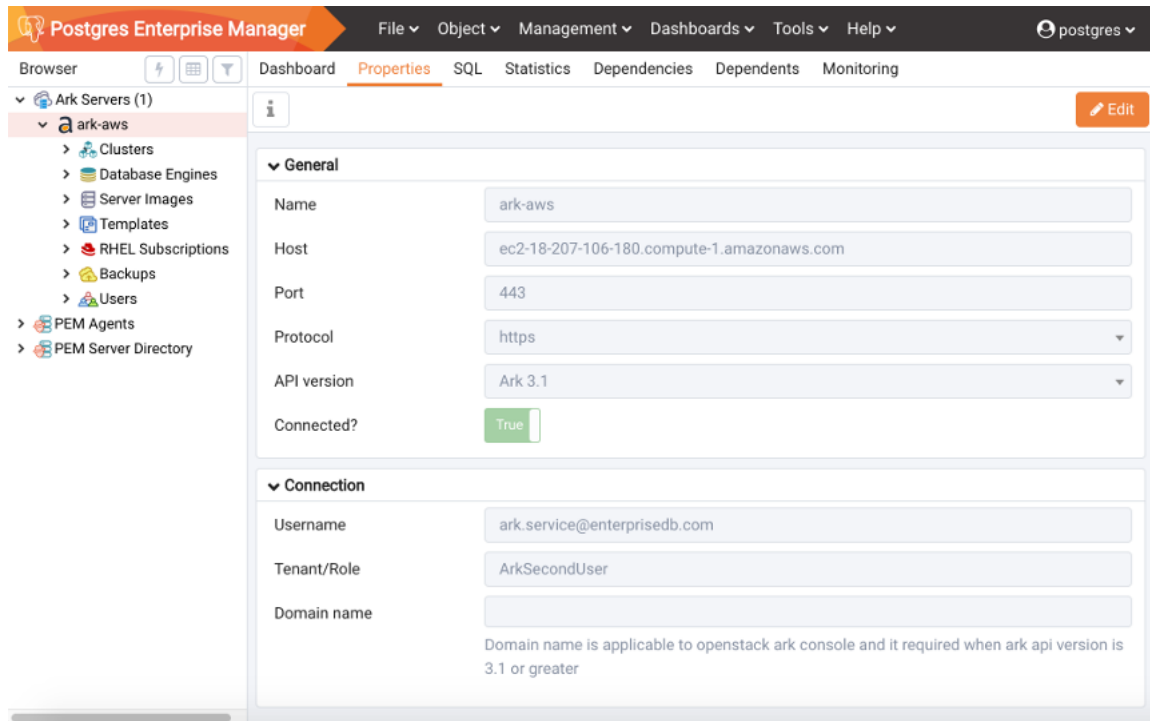 Postgres Enterprise Manager
File Object Management Dashboards Tools Help postgres
Browser
Dashboard Properties SQL Statistics Dependencies Dependents Monitoring
Ark Servers (1)
ark-aws
Clusters
Database Engines
Server Images
Templates
RHEL Subscriptions
Backups
Users
PEM Agents
PEM Server Directory
i
Edit
General
Name ark-aws
Host ec2-18-207-106-180.compute-1.amazonaws.com
Port 443
Protocol https
API version Ark 3.1
Connected? True
Connection
Username ark.service@enterprisedb.com
Tenant/Role ArkSecondUser
Domain name
Domain name is applicable to openstack ark console and it required when ark api version is
3.1 or greater